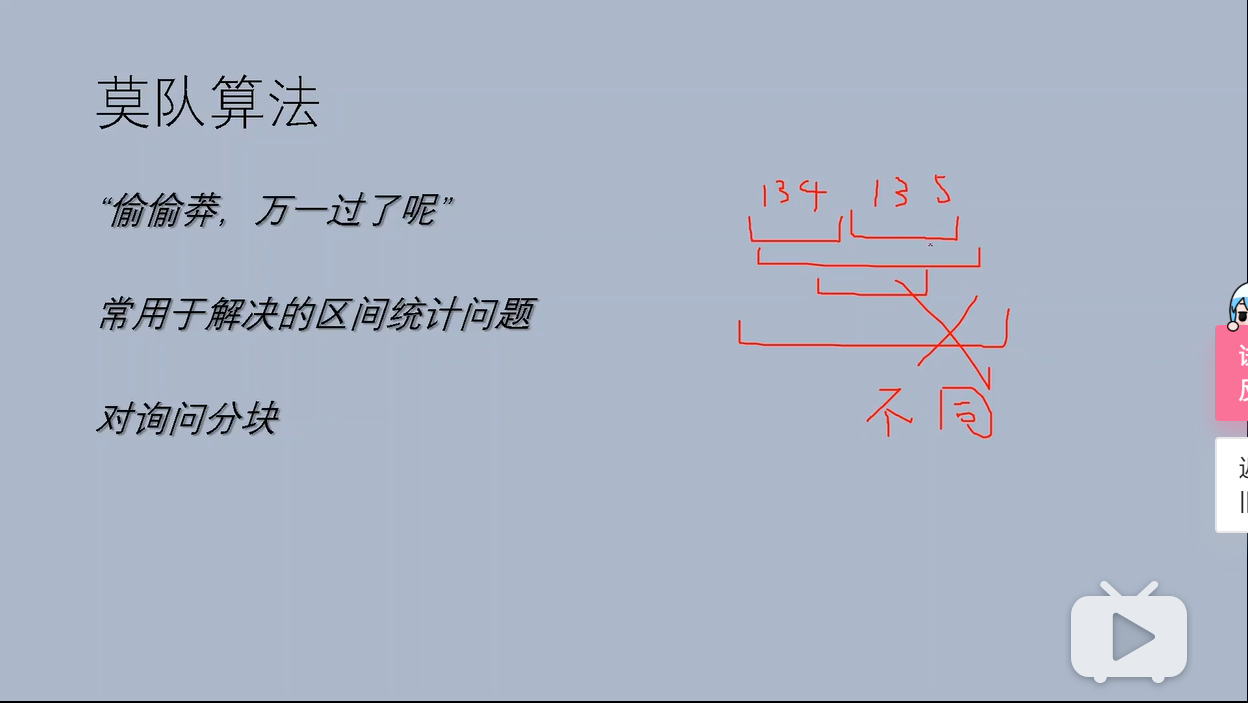 莫队算法
“偷偷莽，万一过了呢”
常用于解决的区间统计问题
对询问分块
134 135
不同